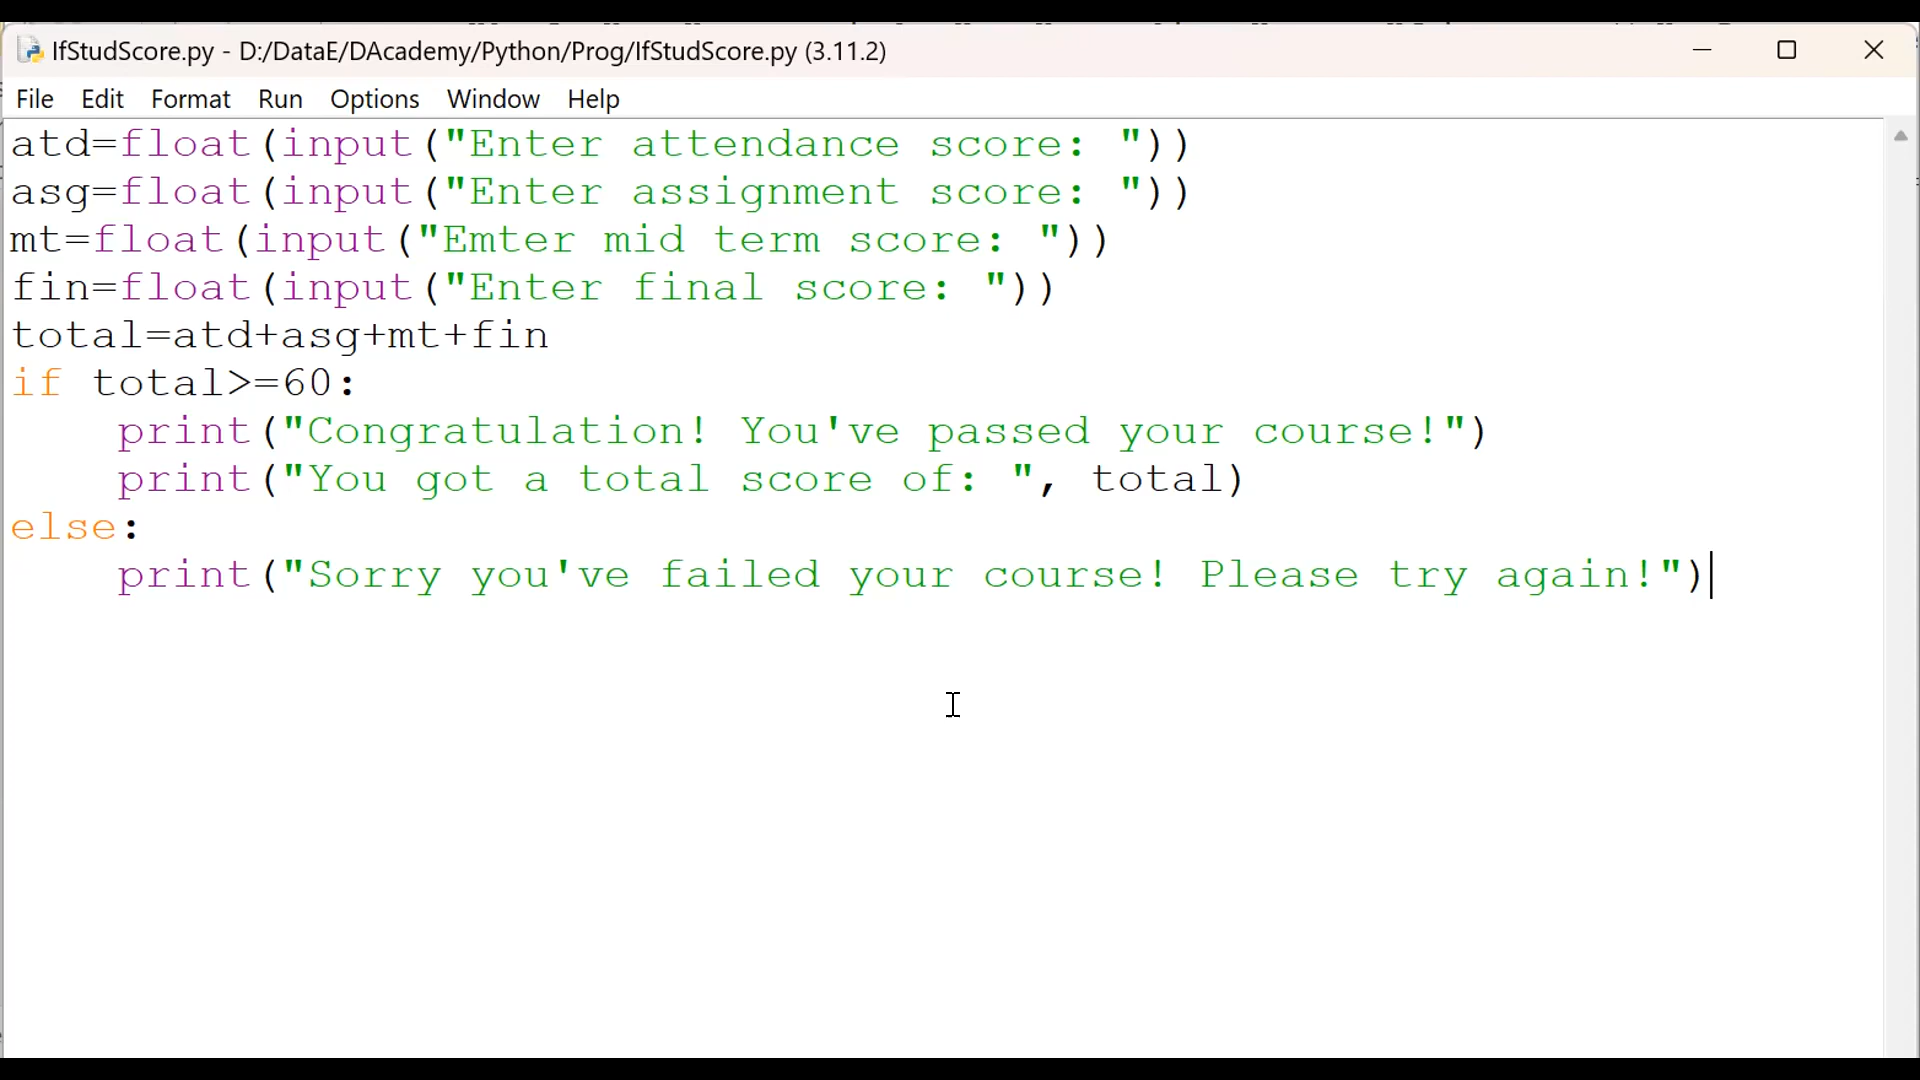 IfStudScore.py - D:/DataE/DAcademy/Python/Prog/IfStudScore.py (3.11.2)
File Edit Format Run Options Window Help
atd=float(input("Enter attendance score: "))
asg=float(input("Enter assignment score: "))
mt=float(input("Emter mid term score: "))
fin=float(input("Enter final score: "))
total=atd+asg+mt+fin
if total>=60:
    print("Congratulation! You've passed your course!")
    print("You got a total score of: ", total)
else:
    print("Sorry you've failed your course! Please try again!")